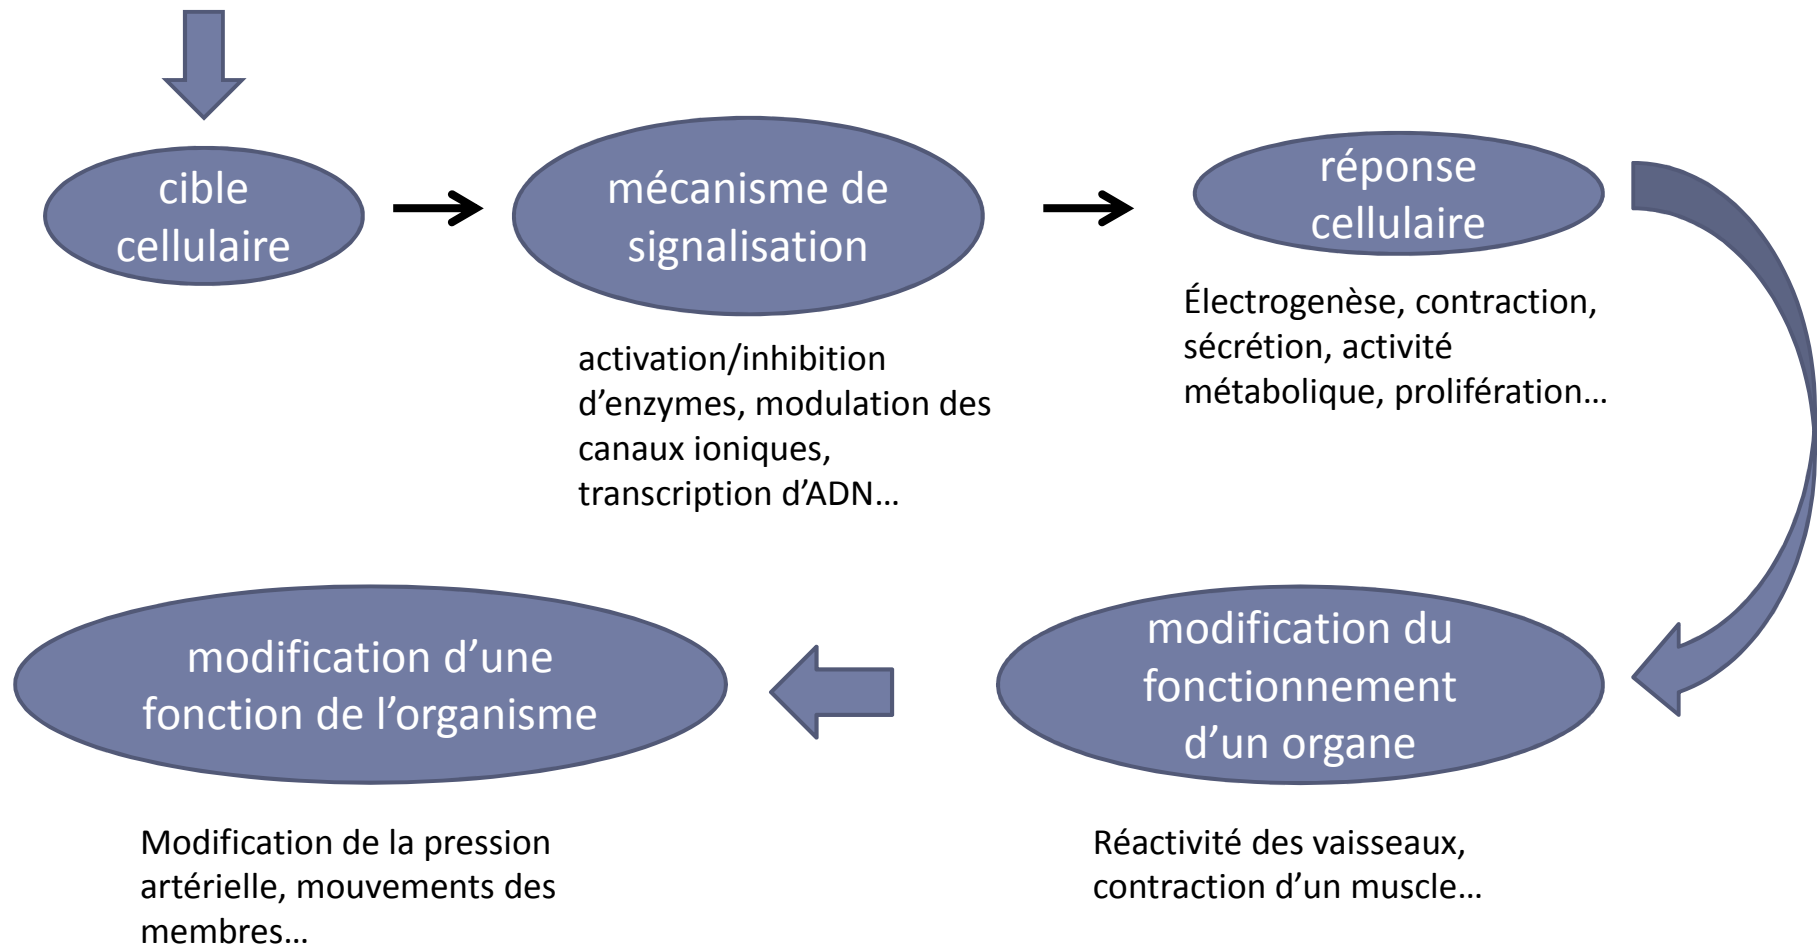 cible
cellulaire
mécanisme de
signalisation
réponse
cellulaire
activation/inhibition
d’enzymes, modulation des
canaux ioniques,
transcription d’ADN…
Électrogenèse, contraction,
sécrétion, activité
métabolique, prolifération…
modification du
fonctionnement
d’un organe
Réactivité des vaisseaux,
contraction d’un muscle…
modification d’une
fonction de l’organisme
Modification de la pression
artérielle, mouvements des
membres…